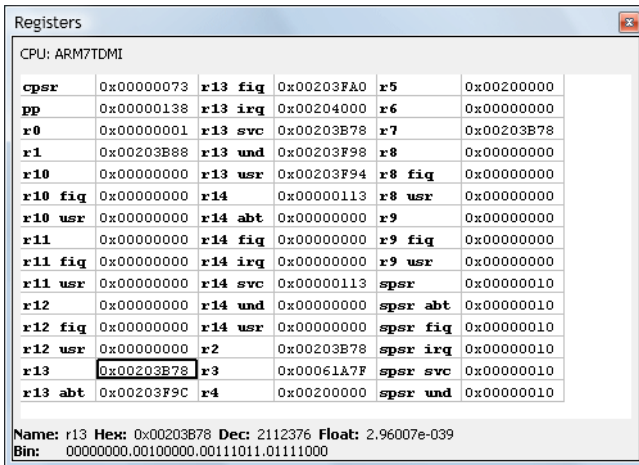 Registers
CPU: ARM7TDMI
cpsr 0x00000073 r13 fiq 0x00203FA0 r5 0x00200000
pp 0x00000138 r13 irq 0x00204000 r6 0x00000000
r0 0x00000001 r13 svc 0x00203B78 r7 0x00203B78
r1 0x00203B88 r13 und 0x00203F98 r8 0x00000000
r10 0x00000000 r13 usr 0x00203F94 r8 fiq 0x00000000
r10 fiq 0x00000000 r14 0x00000113 r8 usr 0x00000000
r10 usr 0x00000000 r14 abt 0x00000000 r9 0x00000000
r11 0x00000000 r14 fiq 0x00000000 r9 fiq 0x00000000
r11 fiq 0x00000000 r14 irq 0x00000000 r9 usr 0x00000000
r11 usr 0x00000000 r14 svc 0x00000113 spsr 0x00000010
r12 0x00000000 r14 und 0x00000000 spsr abt 0x00000010
r12 fiq 0x00000000 r14 usr 0x00000000 spsr fiq 0x00000010
r12 usr 0x00000000 r2 0x00203B78 spsr irq 0x00000010
r13 0x00203B78 r3 0x00061A7F spsr svc 0x00000010
r13 abt 0x00203F9C r4 0x00200000 spsr und 0x00000010
Name: r13 Hex: 0x00203B78 Dec: 2112376 Float: 2.96007e-039
Bin: 00000000.00100000.00111011.01111000